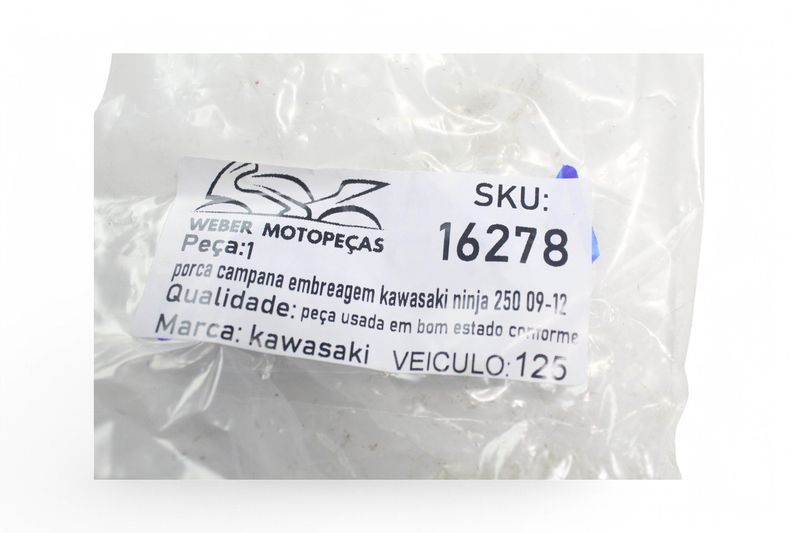 WEBER MOTOPEÇAS
SKU:
16278
Peça:1
porca campana embreagem kawasaki ninja 250 09-12
Qualidade: peça usada em bom estado conforme
Marca: kawasaki VEICULO: 125